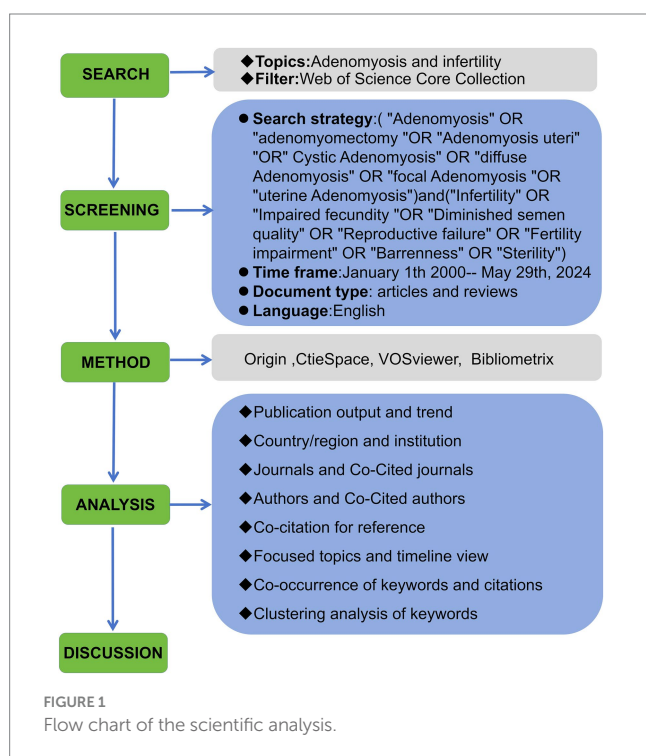 SEARCH
◆Topics:Adenomyosis and infertility
◆Filter:Web of Science Core Collection
SCREENING
● Search strategy:( "Adenomyosis" OR
"adenomyomectomy "OR "Adenomyosis uteri"
"OR" Cystic Adenomyosis" OR "diffuse
Adenomyosis" OR "focal Adenomyosis "OR
"uterine Adenomyosis")and("Infertility" OR
"Impaired fecundity "OR "Diminished semen
quality" OR "Reproductive failure" OR "Fertility
impairment" OR "Barrenness" OR "Sterility")
● Time frame:January 1th 2000-- May 29th, 2024
● Document type: articles and reviews
● Language:English
METHOD
Origin ,CtieSpace, VOSviewer, Bibliometrix
ANALYSIS
◆Publication output and trend
◆Country/region and institution
◆Journals and Co-Cited journals
◆Authors and Co-Cited authors
◆Co-citation for reference
◆Focused topics and timeline view
◆Co-occurrence of keywords and citations
◆Clustering analysis of keywords
DISCUSSION
FIGURE 1
Flow chart of the scientific analysis.